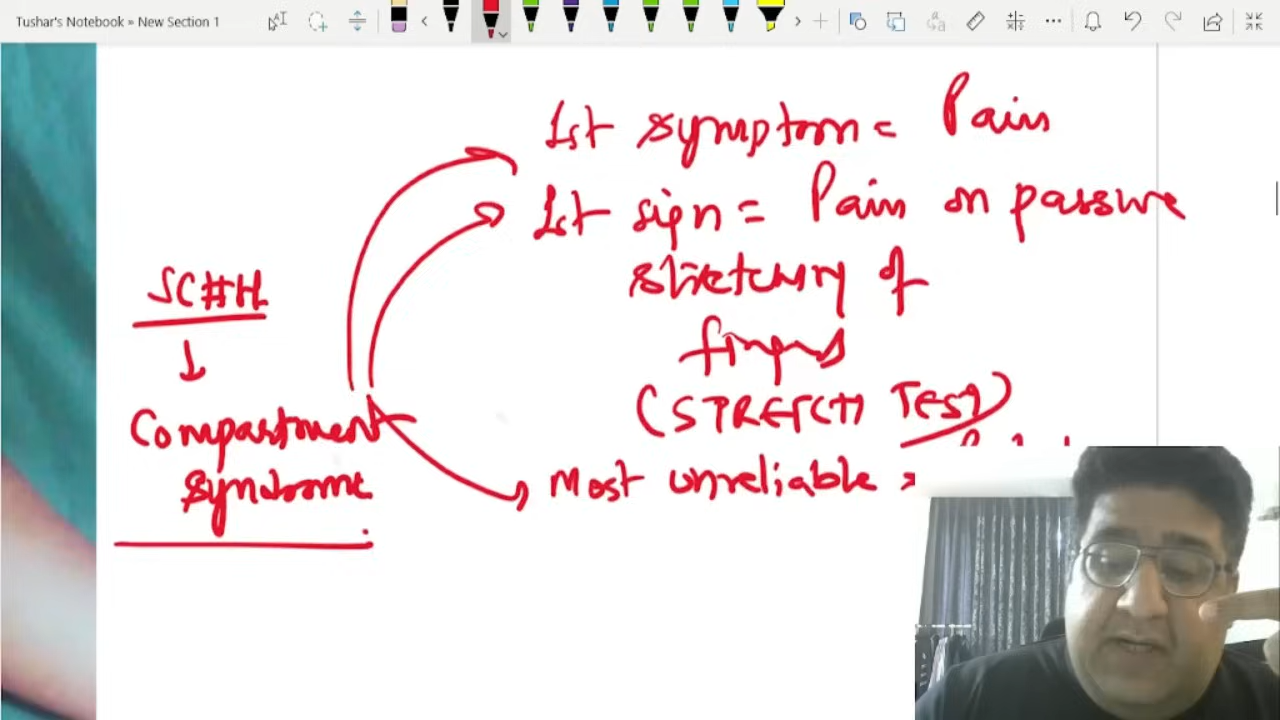 Tushar's Notebook » New Section 1
1st symptom = Pain
1st sign = Pain on passive
stretching of
fingers
(STRETCH TEST)
SC#H
↓
Compartment
syndrome
Most unreliable